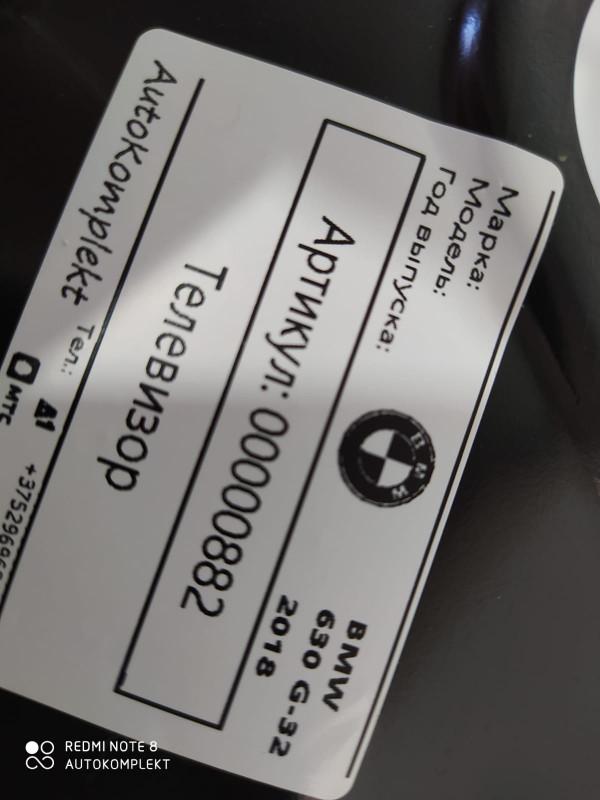 Марка:
BMW
Модель:
630 G-32
Год выпуска:
2018
BMW
Артикул: 00000882
Телевизор
AutoKomplekt Тел.:
A1
МТС
REDMI NOTE 8
AUTOKOMPLEKT